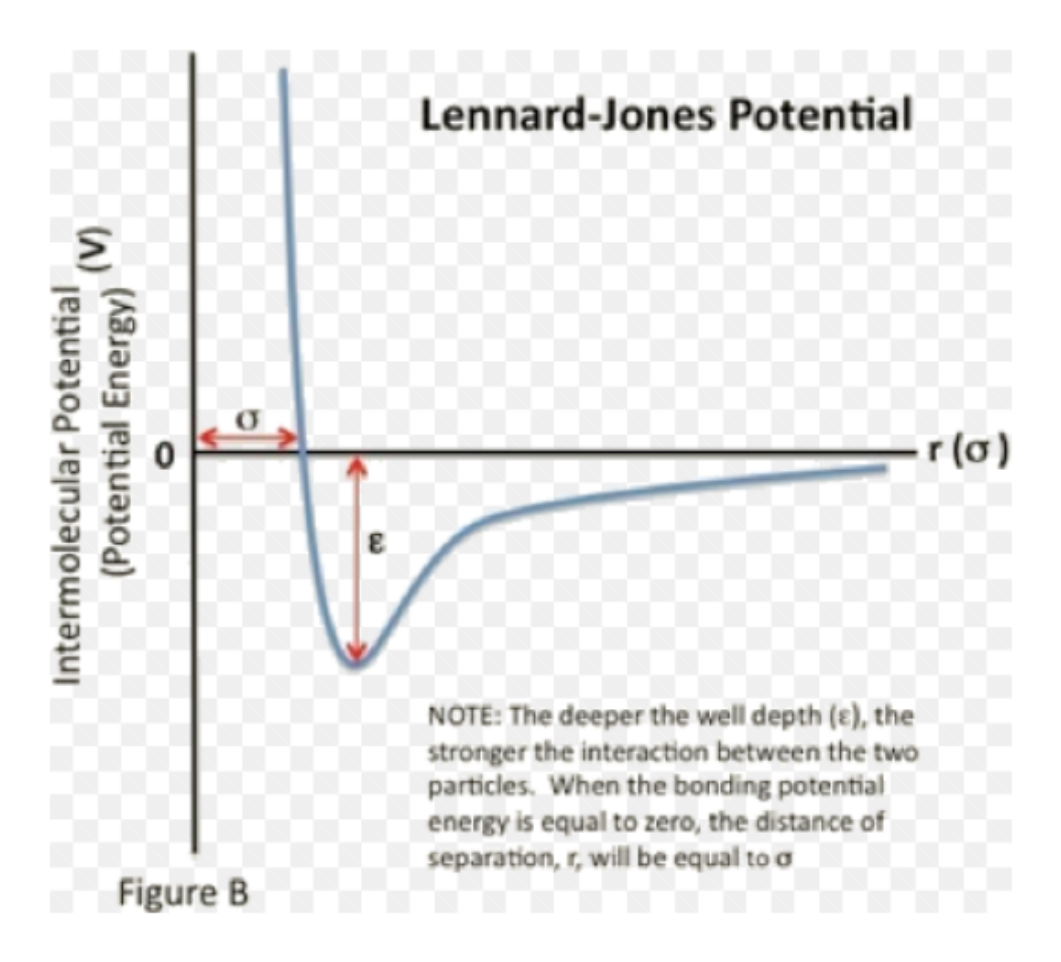 Lennard-Jones Potential
Intermolecular Potential (V)
(Potential Energy)
σ
0
r (σ)
ε
NOTE: The deeper the well depth (ε), the
stronger the interaction between the two
particles. When the bonding potential
energy is equal to zero, the distance of
separation, r, will be equal to σ
Figure B